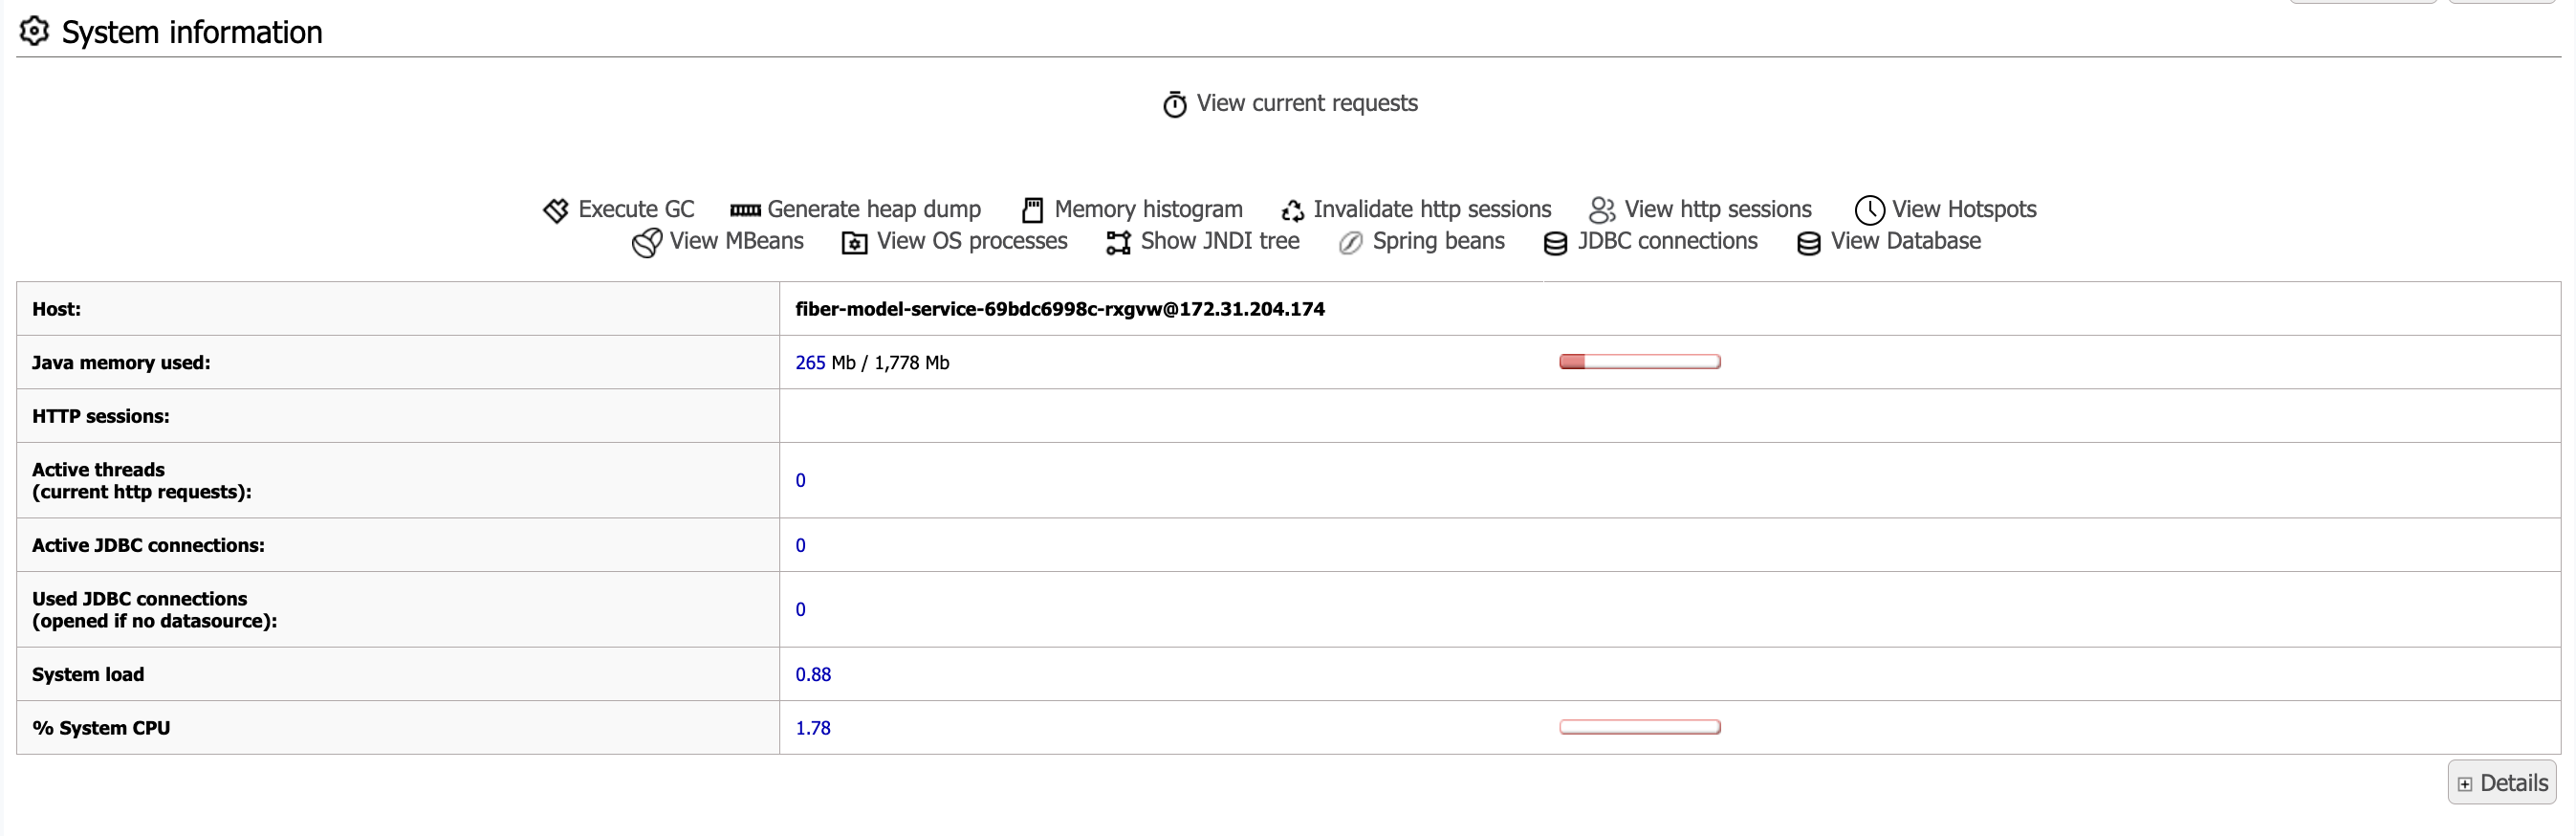 System information
View current requests
Execute GC Generate heap dump Memory histogram Invalidate http sessions View http sessions View Hotspots
View MBeans View OS processes Show JNDI tree Spring beans JDBC connections View Database
Host: fiber-model-service-69bdc6998c-rxgvw@172.31.204.174
Java memory used: 265 Mb / 1,778 Mb
HTTP sessions:
Active threads
(current http requests): 0
Active JDBC connections: 0
Used JDBC connections
(opened if no datasource): 0
System load 0.88
% System CPU 1.78
Details